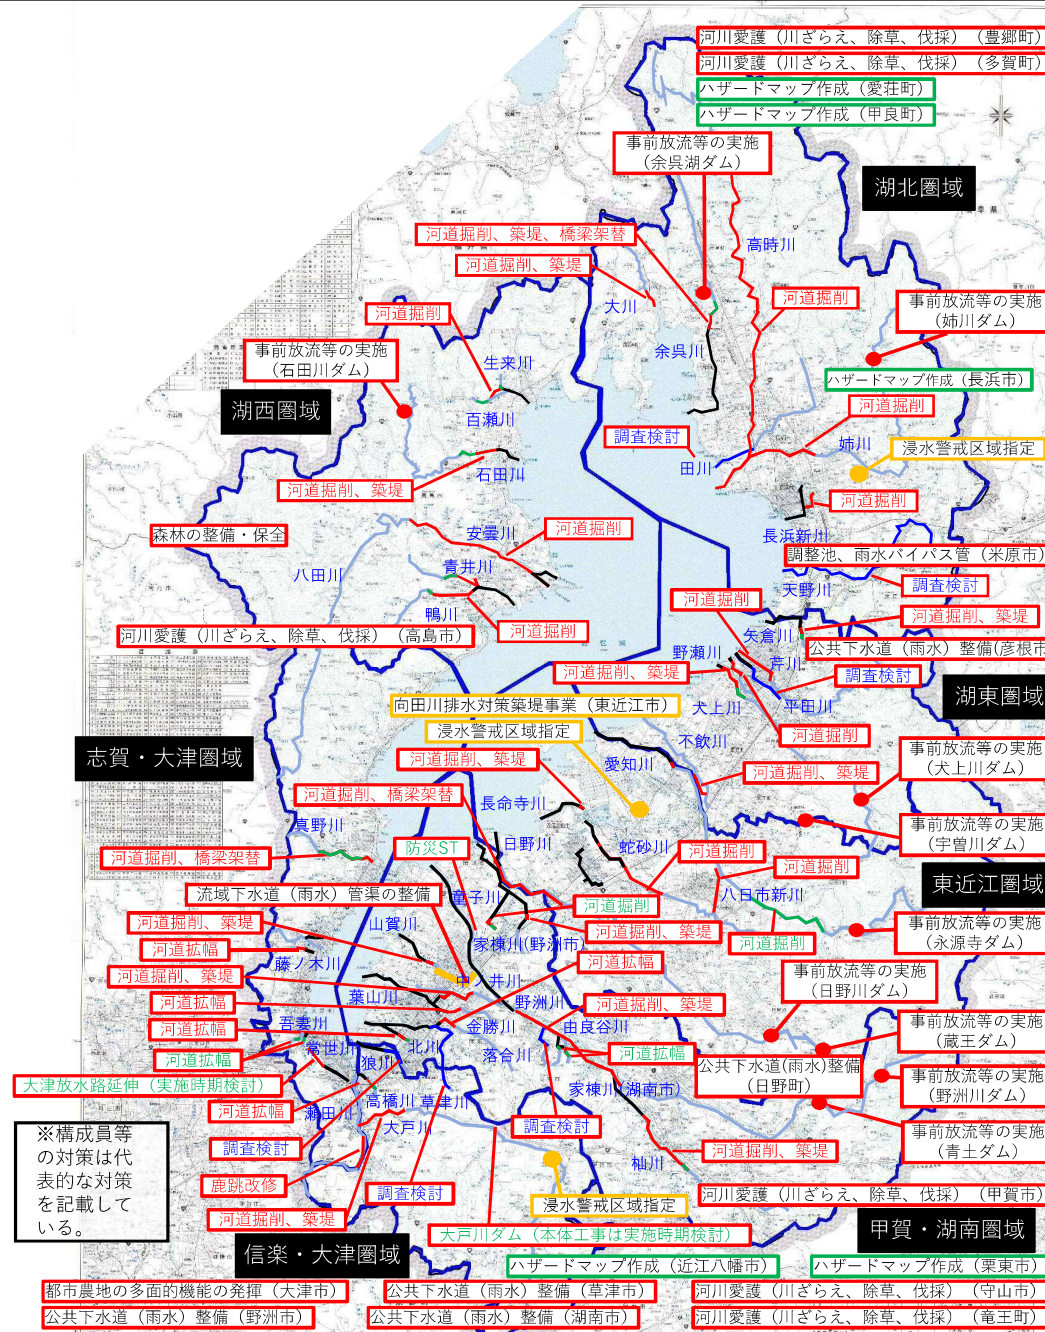 河川愛護（川ざらえ、除草、伐採）（豊郷町）
河川愛護（川ざらえ、除草、伐採）（多賀町）
ハザードマップ作成（愛荘町）
ハザードマップ作成（甲良町）
事前放流等の実施
（余呉湖ダム）
湖北圏域
河道掘削、築堤、橋梁架替
高時川
河道掘削、築堤
大川
河道掘削
事前放流等の実施
（姉川ダム）
河道掘削
事前放流等の実施
（石田川ダム）
生来川
余呉川
ハザードマップ作成（長浜市）
湖西圏域
百瀬川
河道掘削
調査検討
田川
姉川
浸水警戒区域指定
石田川
河道掘削、築堤
河道掘削
森林の整備・保全
安曇川
河道掘削
長浜新川
調整池、雨水バイパス管（米原市）
八田川
青井川
天野川
調査検討
河道掘削
鴨川
河道掘削、築堤
河川愛護（川ざらえ、除草、伐採）（高島市）
河道掘削
矢倉川
公共下水道（雨水）整備（彦根市
野瀬川
河道掘削、築堤
芹川
調査検討
湖東圏域
向田川排水対策築堤事業（東近江市）
犬上川
平田川
浸水警戒区域指定
不飲川
河道掘削
志賀・大津圏域
河道掘削、築堤
愛知川
河道掘削、築堤
事前放流等の実施
（犬上川ダム）
河道掘削、橋梁架替
長命寺川
真野川
防災ST
日野川
蛇砂川
河道掘削
事前放流等の実施
（宇曽川ダム）
河道掘削、橋梁架替
河道掘削
東近江圏域
流域下水道（雨水）管渠の整備
童子川
河道掘削
八日市新川
河道掘削、築堤
山賀川
河道掘削、築堤
河道掘削
事前放流等の実施
（永源寺ダム）
河道拡幅
家棟川（野洲市）
藤ノ木川
河道拡幅
河道掘削、築堤
中ノ井川
事前放流等の実施
（日野川ダム）
河道拡幅
葉山川
野洲川
河道掘削、築堤
河道拡幅
吾妻川
金勝川
由良谷川
事前放流等の実施
（蔵王ダム）
河道拡幅
常世川
北川
落合川
河道拡幅
公共下水道(雨水)整備
（日野町）
大津放水路延伸（実施時期検討）
狼川
家棟川（湖南市）
事前放流等の実施
（野洲川ダム）
河道拡幅
瀬田川
高橋川
草津川
大戸川
調査検討
事前放流等の実施
（青土ダム）
※構成員等
の対策は代
表的な対策
を記載して
いる。
調査検討
杣川
河道掘削、築堤
鹿跳改修
調査検討
河川愛護（川ざらえ、除草、伐採）（甲賀市）
浸水警戒区域指定
河道掘削、築堤
大戸川ダム（本体工事は実施時期検討）
甲賀・湖南圏域
信楽・大津圏域
ハザードマップ作成（近江八幡市）
ハザードマップ作成（栗東市）
都市農地の多面的機能の発揮（大津市）
公共下水道（雨水）整備（草津市）
河川愛護（川ざらえ、除草、伐採）（守山市）
公共下水道（雨水）整備（野洲市）
公共下水道（雨水）整備（湖南市）
河川愛護（川ざらえ、除草、伐採）（竜王町）